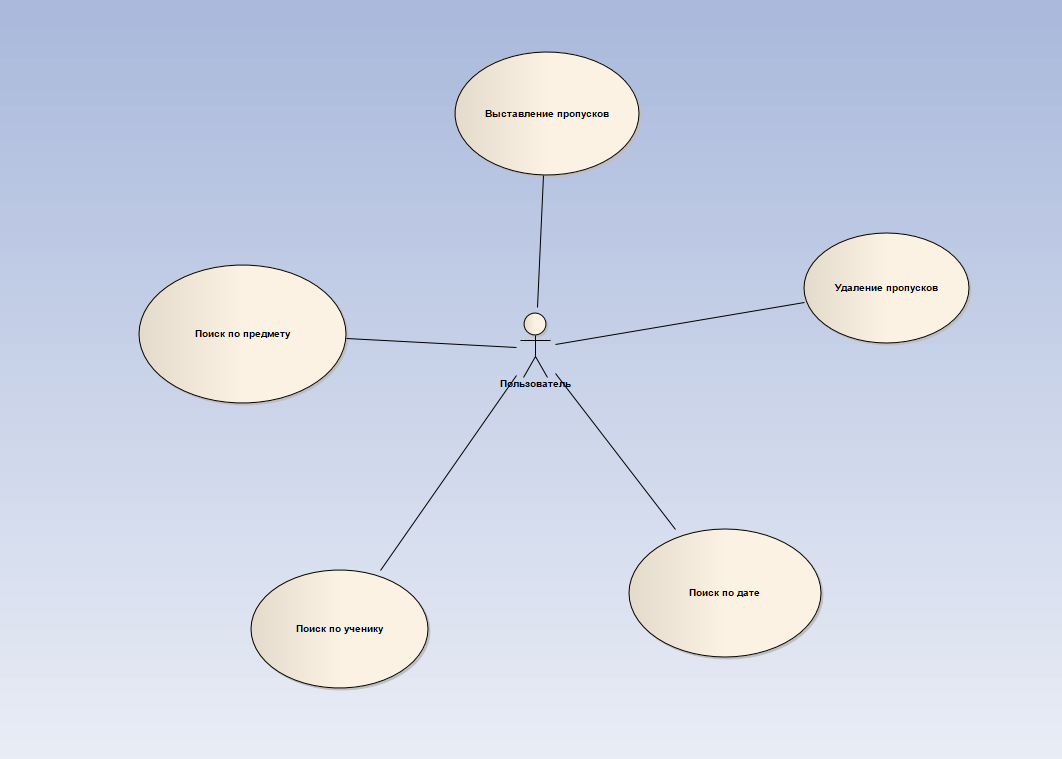 Выставление пропусков
Удаление пропусков
Поиск по предмету
Пользователь
Поиск по дате
Поиск по ученику